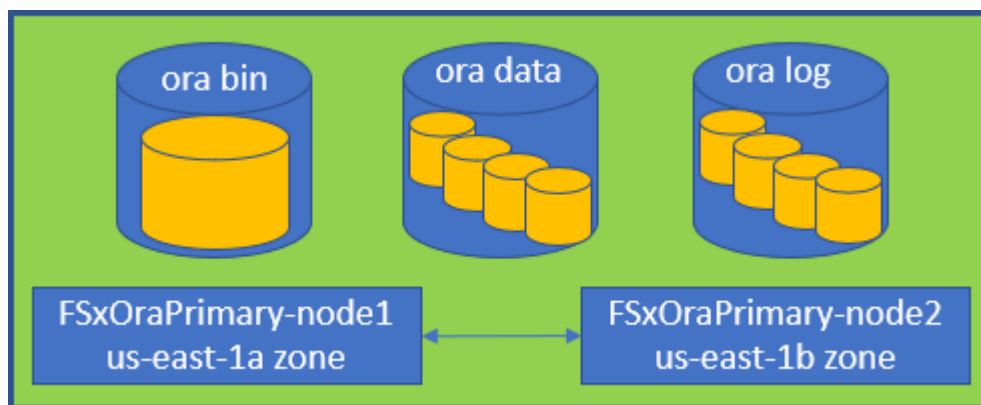 ora bin
ora data
ora log
FSxOraPrimary-node1
us-east-1a zone
FSxOraPrimary-node2
us-east-1b zone